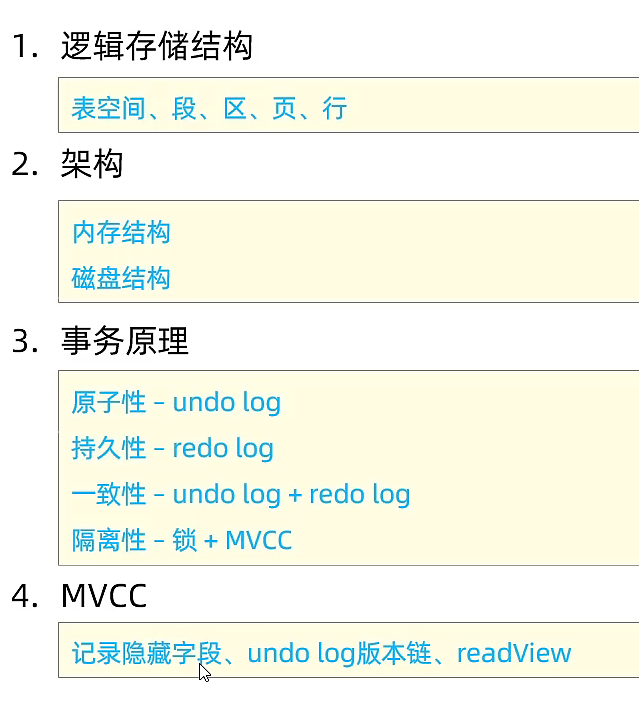 1. 逻辑存储结构
表空间、段、区、页、行
2. 架构
内存结构
磁盘结构
3. 事务原理
原子性 – undo log
持久性 – redo log
一致性 – undo log + redo log
隔离性 – 锁 + MVCC
4. MVCC
记录隐藏字段、undo log版本链、readView